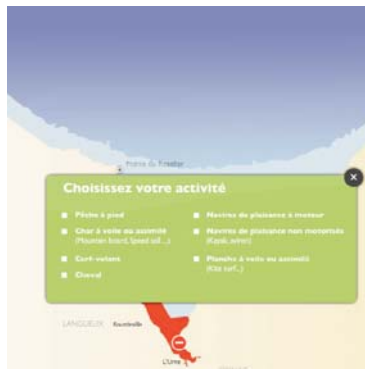 Pointe du Roselier
Choisissez votre activité
Pêche à pied
Char à voile ou assimilé
(Mountain board, Speed sail ...)
Cerf-volant
Cheval
Navires de plaisance à moteur
Navires de plaisance non motorisés
(Kayak, aviron)
Planche à voile ou assimilé
(Kite surf...)
LANGUEUX
Boutdeville
L'Urne